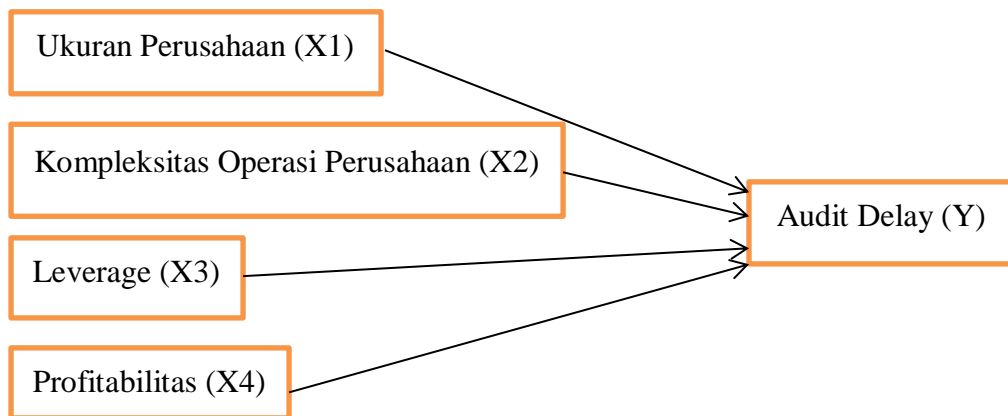 Ukuran Perusahaan (X1)
Kompleksitas Operasi Perusahaan (X2)
Audit Delay (Y)
Leverage (X3)
Profitabilitas (X4)